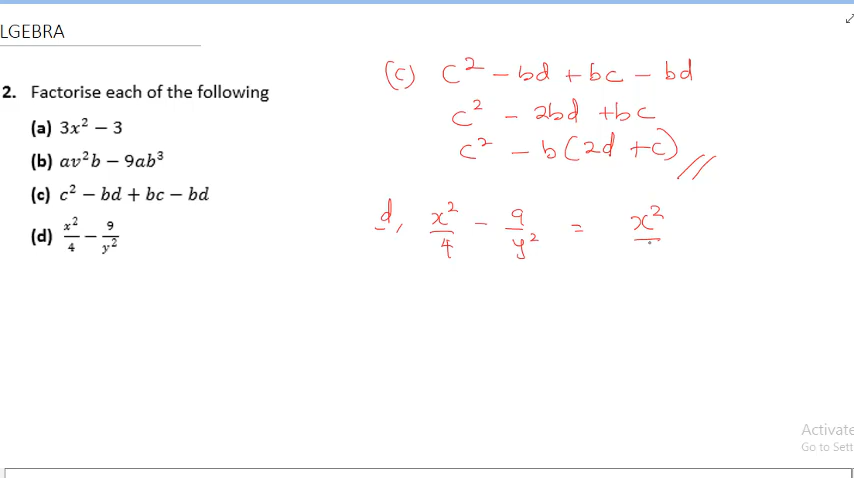 LGEBRA
2. Factorise each of the following
(a) 3x² − 3
(b) av²b − 9ab³
(c) c² − bd + bc − bd
(d) x²/4 − 9/y²
(c) c² − bd + bc − bd
c² − 2bd + bc
c² − b(2d + c) //
d, x²/4 − 9/y² = x²
Activate
Go to Sett